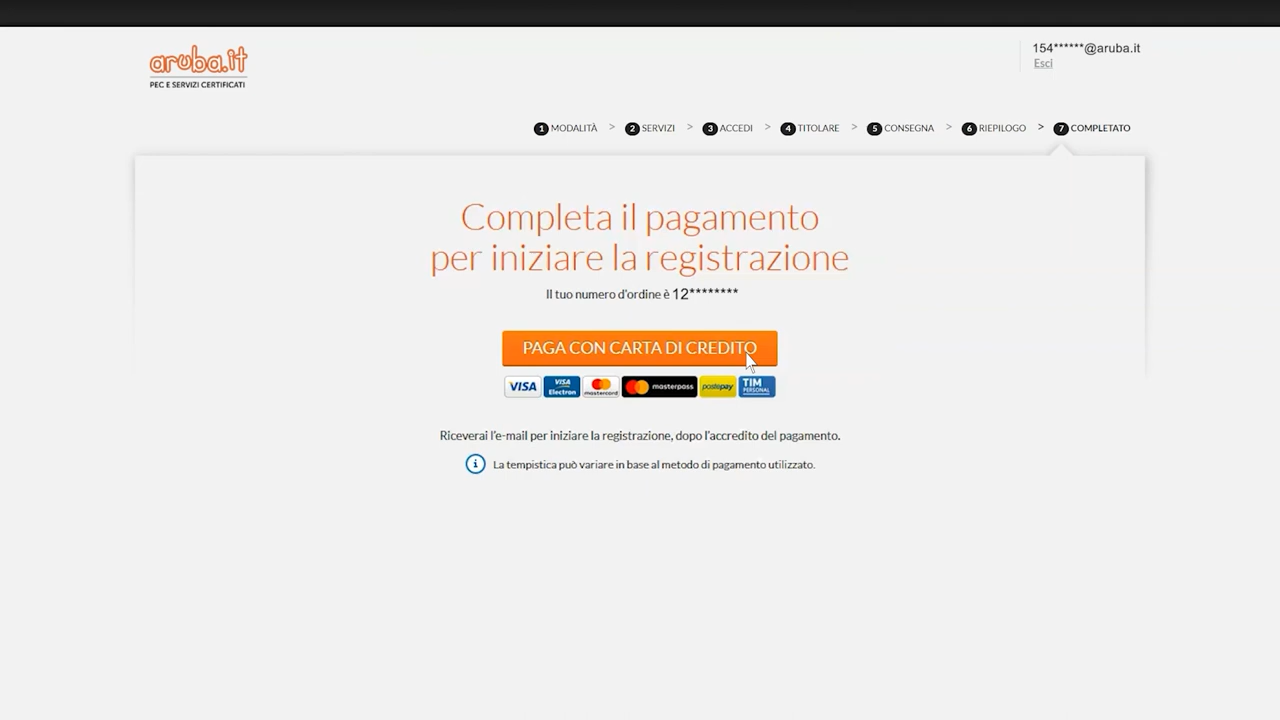 aruba.it
PEC E SERVIZI CERTIFICATI
154******@aruba.it
Esci
1 MODALITÀ > 2 SERVIZI > 3 ACCEDI > 4 TITOLARE > 5 CONSEGNA > 6 RIEPILOGO > 7 COMPLETATO
Completa il pagamento
per iniziare la registrazione
Il tuo numero d'ordine è 12********
PAGA CON CARTA DI CREDITO
VISA VISA Electron mastercard masterpass postepay TIM PERSONAL
Riceverai l'e-mail per iniziare la registrazione, dopo l'accredito del pagamento.
i La tempistica può variare in base al metodo di pagamento utilizzato.